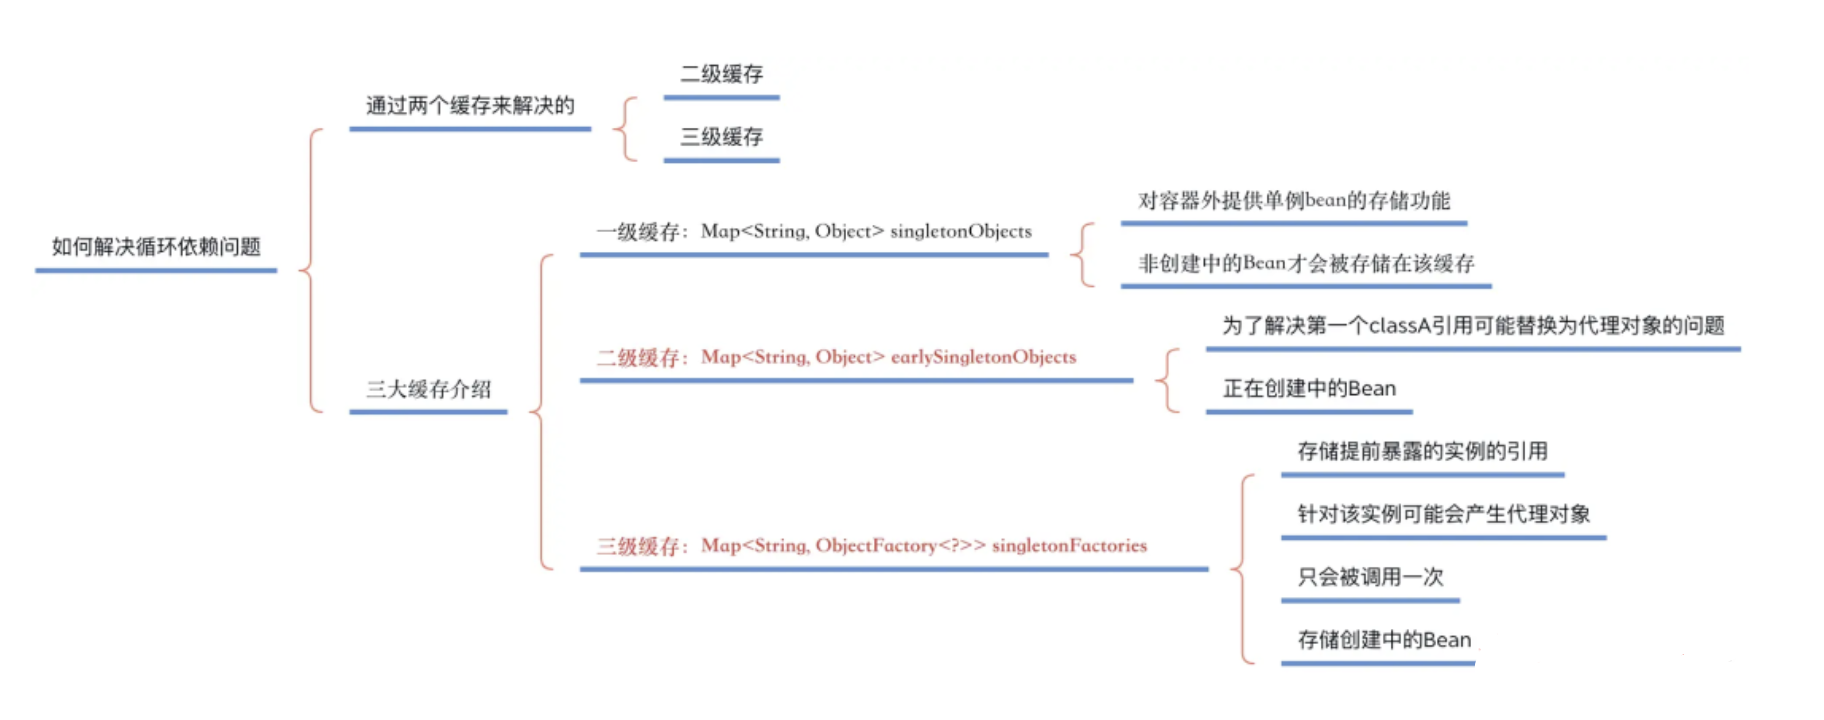 如何解决循环依赖问题
通过两个缓存来解决的
二级缓存
三级缓存
三大缓存介绍
一级缓存：Map<String, Object> singletonObjects
对容器外提供单例bean的存储功能
非创建中的Bean才会被存储在该缓存
二级缓存：Map<String, Object> earlySingletonObjects
为了解决第一个classA引用可能替换为代理对象的问题
正在创建中的Bean
三级缓存：Map<String, ObjectFactory<?>> singletonFactories
存储提前暴露的实例的引用
针对该实例可能会产生代理对象
只会被调用一次
存储创建中的Bean